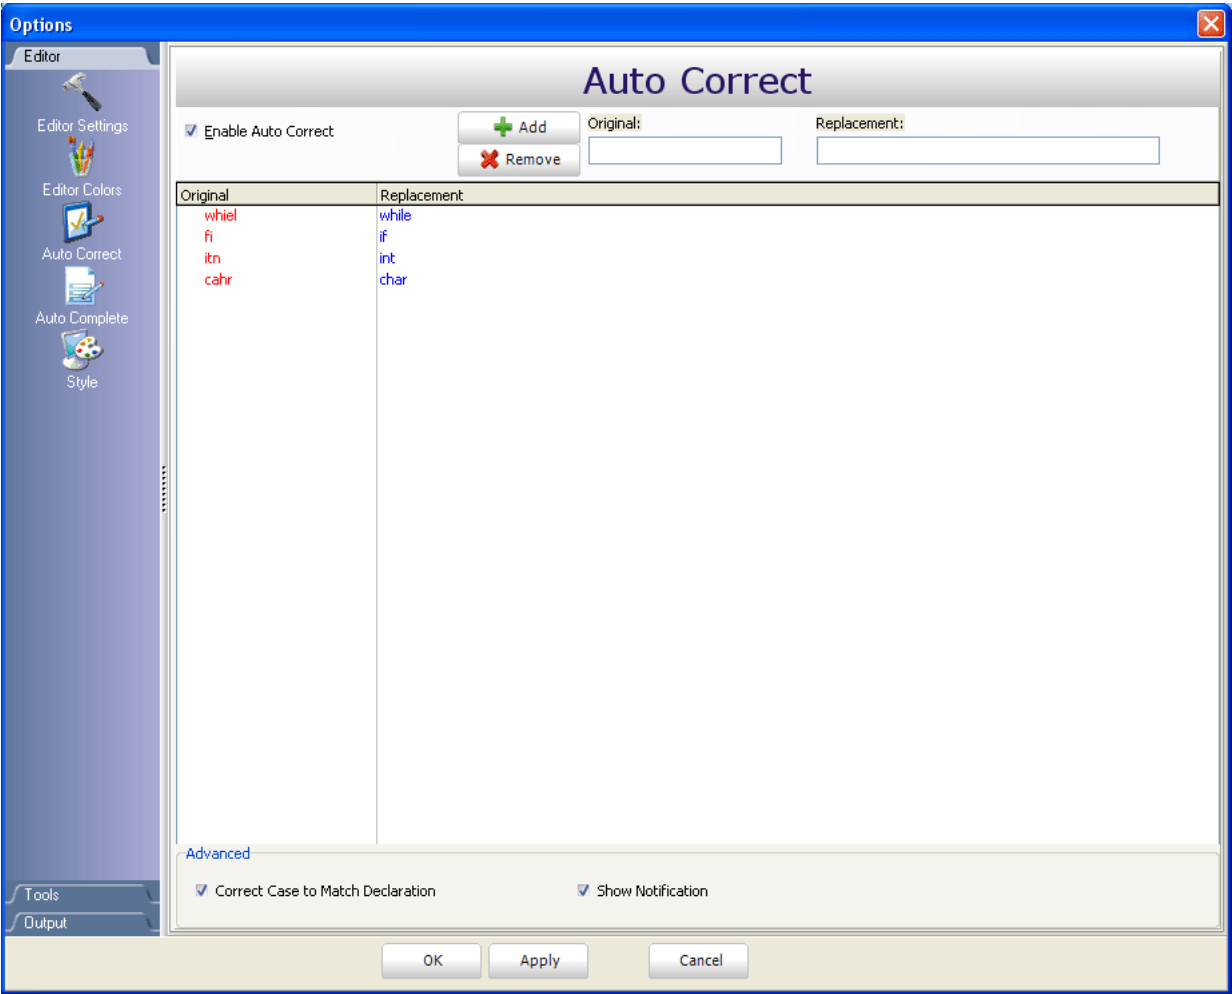 Options
Editor
Editor Settings
Editor Colors
Auto Correct
Auto Complete
Style
Tools
Output
Auto Correct
Enable Auto Correct
Add
Remove
Original:
Replacement:
Original Replacement
whiel while
fi if
itn int
cahr char
Advanced
Correct Case to Match Declaration Show Notification
OK Apply Cancel